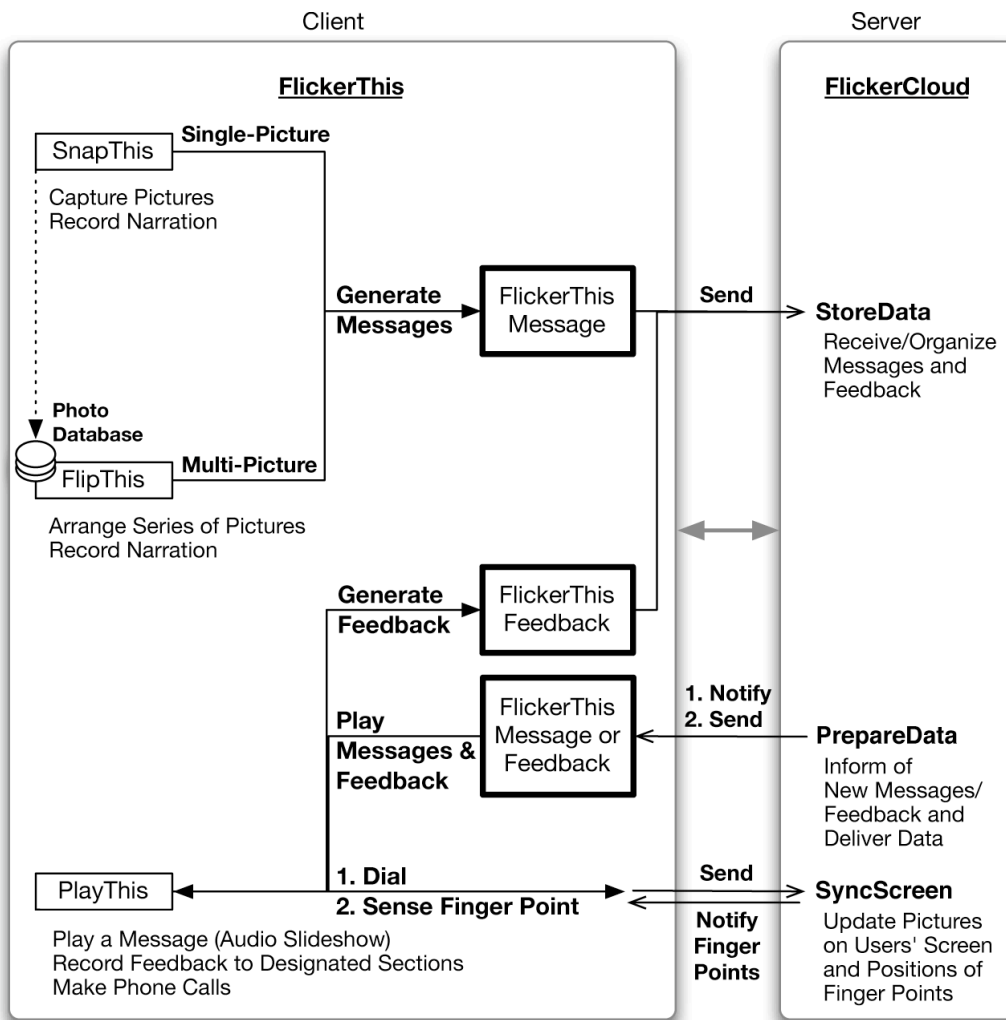 Client
Server
FlickerThis
FlickerCloud
SnapThis
Single-Picture
Capture Pictures
Record Narration
Generate
Messages
FlickerThis
Message
Send
StoreData
Receive/Organize
Messages and
Feedback
Photo
Database
FlipThis
Multi-Picture
Arrange Series of Pictures
Record Narration
Generate
Feedback
FlickerThis
Feedback
Play
Messages &
Feedback
FlickerThis
Message or
Feedback
1. Notify
2. Send
PrepareData
Inform of
New Messages/
Feedback and
Deliver Data
PlayThis
1. Dial
2. Sense Finger Point
Send
Notify
Finger
Points
SyncScreen
Update Pictures
on Users' Screen
and Positions of
Finger Points
Play a Message (Audio Slideshow)
Record Feedback to Designated Sections
Make Phone Calls